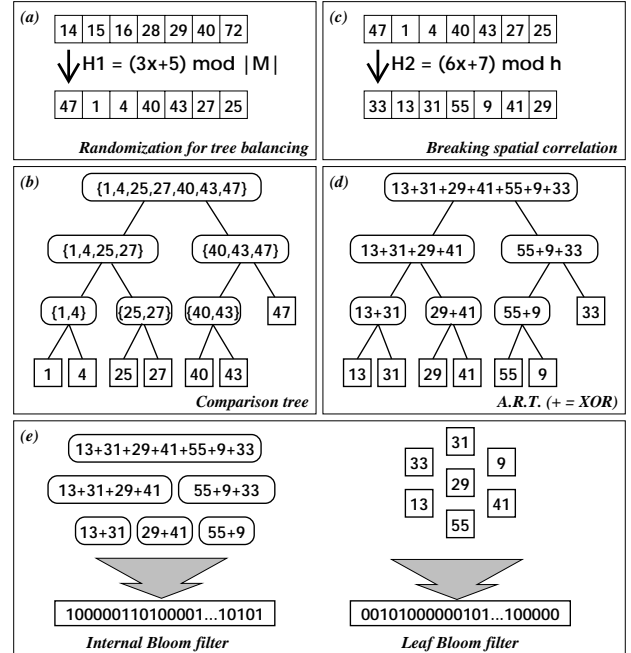 (a)
14 15 16 28 29 40 72
H1 = (3x+5) mod |M|
47 1 4 40 43 27 25
Randomization for tree balancing
(c)
47 1 4 40 43 27 25
H2 = (6x+7) mod h
33 13 31 55 9 41 29
Breaking spatial correlation
(b)
{1,4,25,27,40,43,47}
{1,4,25,27} {40,43,47}
{1,4} {25,27} {40,43} 47
1 4 25 27 40 43
Comparison tree
(d)
13+31+29+41+55+9+33
13+31+29+41 55+9+33
13+31 29+41 55+9 33
13 31 29 41 55 9
A.R.T. (+ = XOR)
(e)
13+31+29+41+55+9+33
13+31+29+41 55+9+33
13+31 29+41 55+9
100000110100001...10101
Internal Bloom filter
31
33 9
29
13 41
55
00101000000101...100000
Leaf Bloom filter